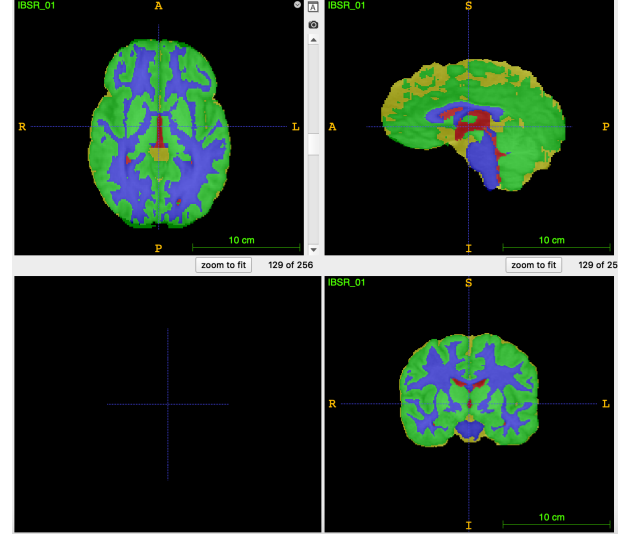 IBSR_01
A
A
R
L
P
10 cm
zoom to fit
129 of 256
IBSR_01
S
A
P
I
10 cm
zoom to fit
129 of 25
IBSR_01
S
R
L
I
10 cm